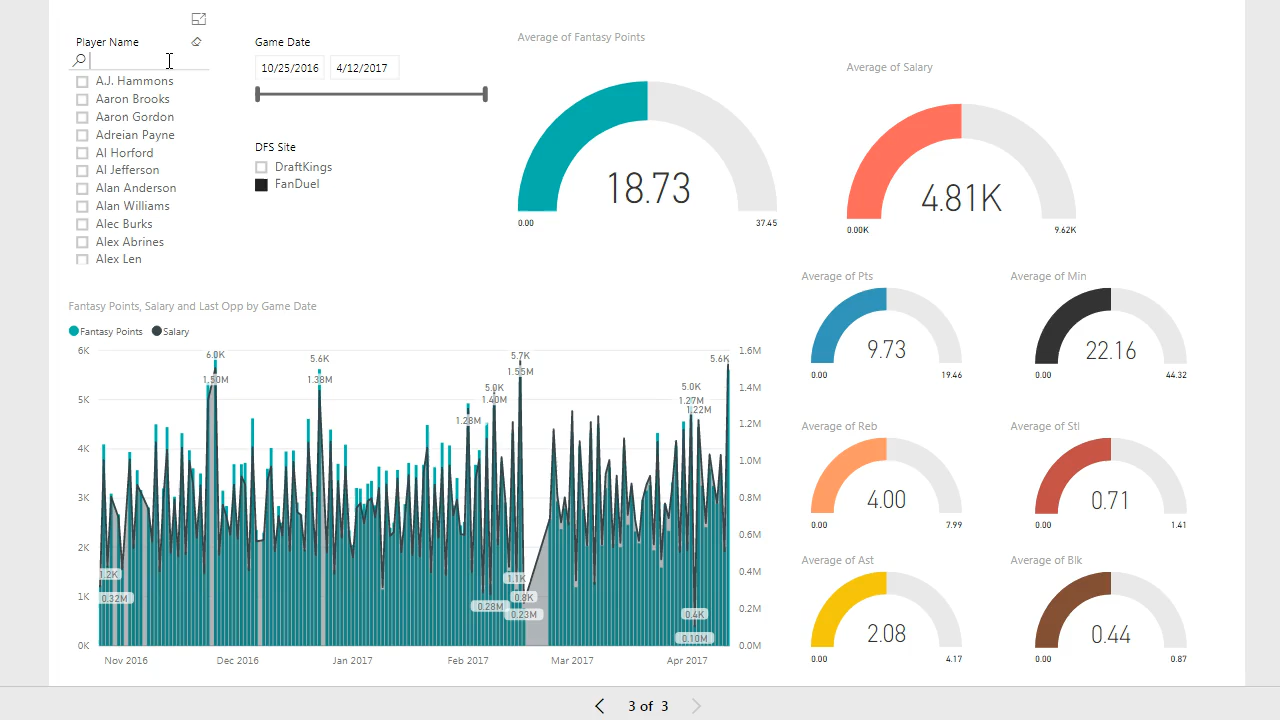 Player Name
A.J. Hammons
Aaron Brooks
Aaron Gordon
Adreian Payne
Al Horford
Al Jefferson
Alan Anderson
Alan Williams
Alec Burks
Alex Abrines
Alex Len
Game Date
10/25/2016
4/12/2017
DFS Site
DraftKings
FanDuel
Average of Fantasy Points
18.73
0.00
37.45
Average of Salary
4.81K
0.00K
9.62K
Fantasy Points, Salary and Last Opp by Game Date
Fantasy Points
Salary
6K
5K
4K
3K
2K
1K
0K
6.0K
1.50M
5.6K
1.38M
1.28M
5.0K
1.40M
5.7K
1.55M
5.0K
1.27M
1.22M
5.6K
1.2K
0.32M
0.28M
1.1K
0.8K
0.23M
0.4K
0.10M
1.6M
1.4M
1.2M
1.0M
0.8M
0.6M
0.4M
0.2M
0.0M
Nov 2016
Dec 2016
Jan 2017
Feb 2017
Mar 2017
Apr 2017
Average of Pts
9.73
0.00
19.46
Average of Min
22.16
0.00
44.32
Average of Reb
4.00
0.00
7.99
Average of Stl
0.71
0.00
1.41
Average of Ast
2.08
0.00
4.17
Average of Blk
0.44
0.00
0.87
3 of 3